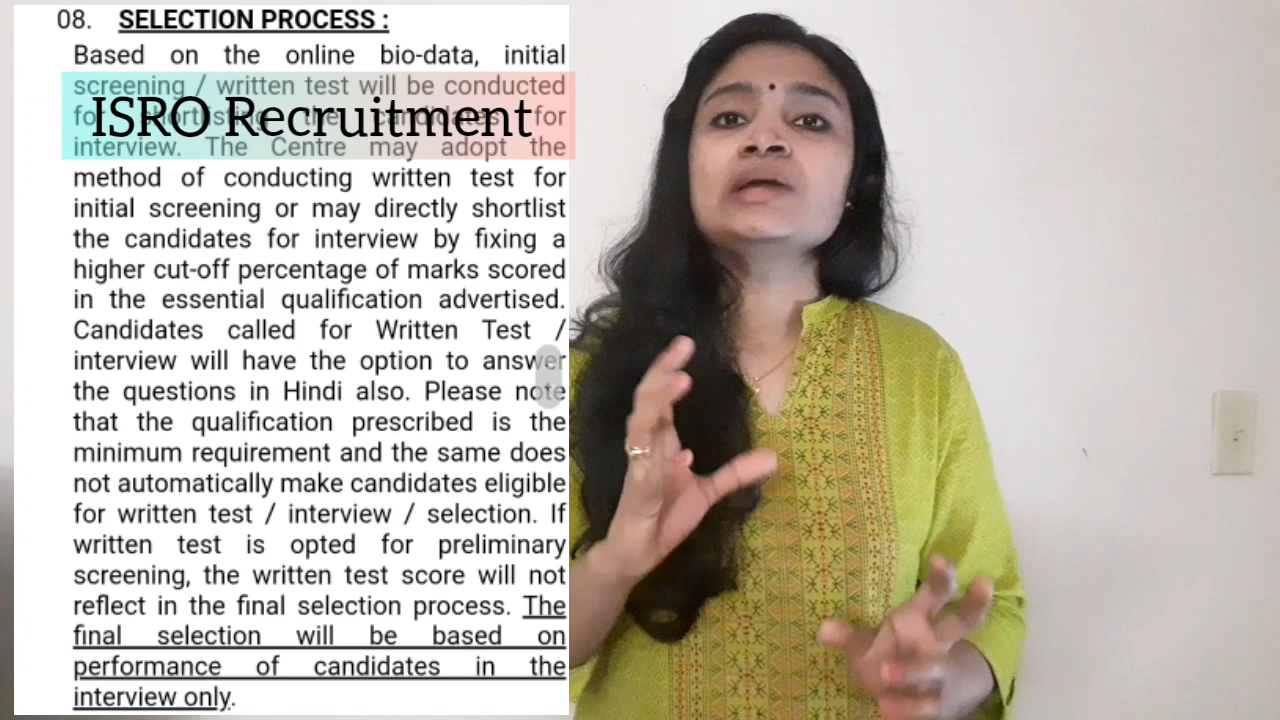 08. SELECTION PROCESS :
Based on the online bio-data, initial
screening / written test will be conducted
for shortlisting the candidates for
ISRO Recruitment
interview. The Centre may adopt the
method of conducting written test for
initial screening or may directly shortlist
the candidates for interview by fixing a
higher cut-off percentage of marks scored
in the essential qualification advertised.
Candidates called for Written Test /
interview will have the option to answer
the questions in Hindi also. Please note
that the qualification prescribed is the
minimum requirement and the same does
not automatically make candidates eligible
for written test / interview / selection. If
written test is opted for preliminary
screening, the written test score will not
reflect in the final selection process. The
final selection will be based on
performance of candidates in the
interview only.